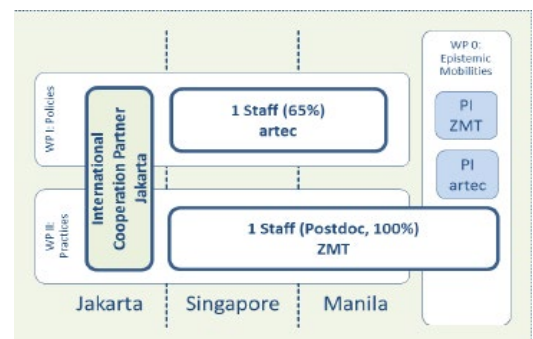 WP 0:
Epistemic
Mobilities
PI
ZMT
PI
artec
WP I: Policies
International
Cooperation Partner
Jakarta
1 Staff (65%)
artec
WP II:
Practices
1 Staff (Postdoc, 100%)
ZMT
Jakarta
Singapore
Manila